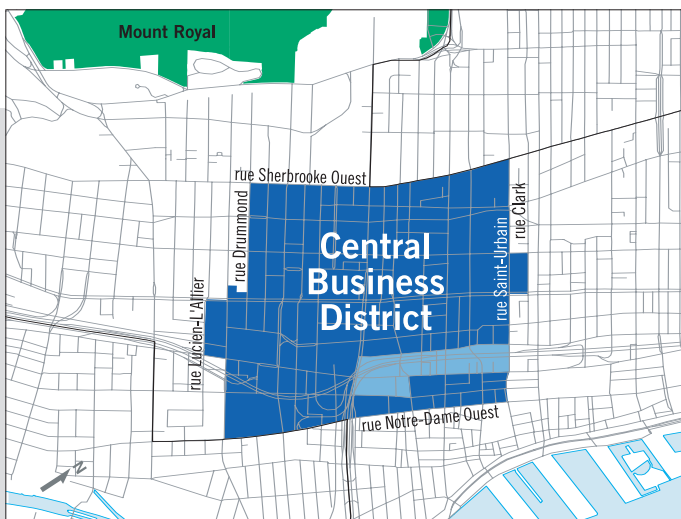 Mount Royal
rue Sherbrooke Ouest
rue Drummond
rue Clark
Central
Business
District
rue Saint-Urbain
rue Lucien-L'Allier
rue Notre-Dame Ouest
N